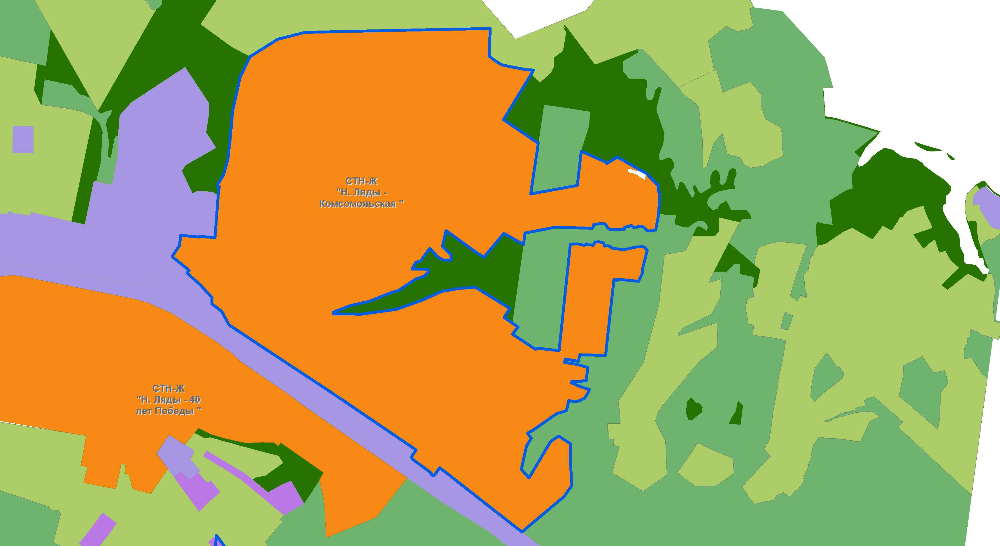 СТН-Ж
"Н. Ляды -
Комсомольская "
СТН-Ж
"Н. Ляды - 40
лет Победы "